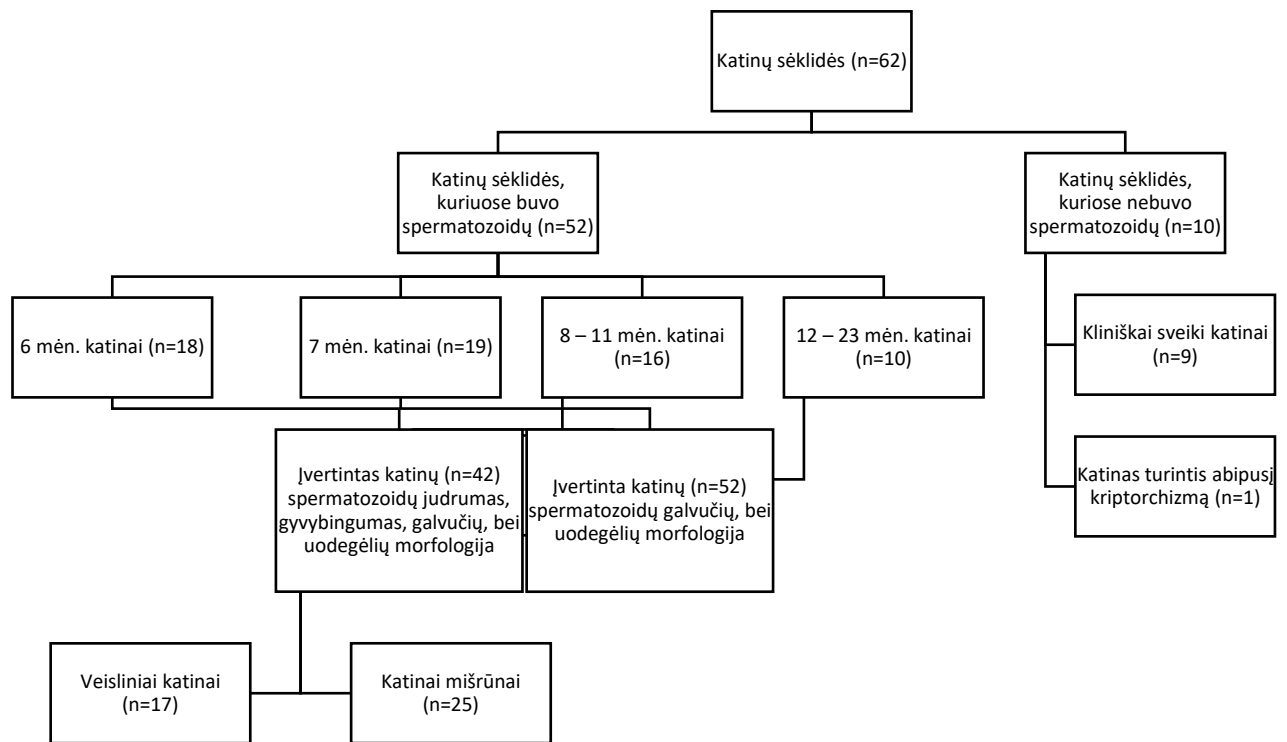 Katinų sėklidės (n=62)
Katinų sėklidės,
kuriuose buvo
spermatozoidų (n=52)
Katinų sėklidės,
kuriose nebuvo
spermatozoidų (n=10)
6 mėn. katinai (n=18)
7 mėn. katinai (n=19)
8 – 11 mėn. katinai
(n=16)
12 – 23 mėn. katinai
(n=10)
Kliniškai sveiki katinai
(n=9)
Įvertintas katinų (n=42)
spermatozoidų judrumas,
gyvybingumas, galvučių, bei
uodegėlių morfologija
Įvertinta katinų (n=52)
spermatozoidų galvučių, bei
uodegėlių morfologija
Katinas turintis abipusį
kriptorchizmą (n=1)
Veisliniai katinai
(n=17)
Katinai mišrūnai
(n=25)